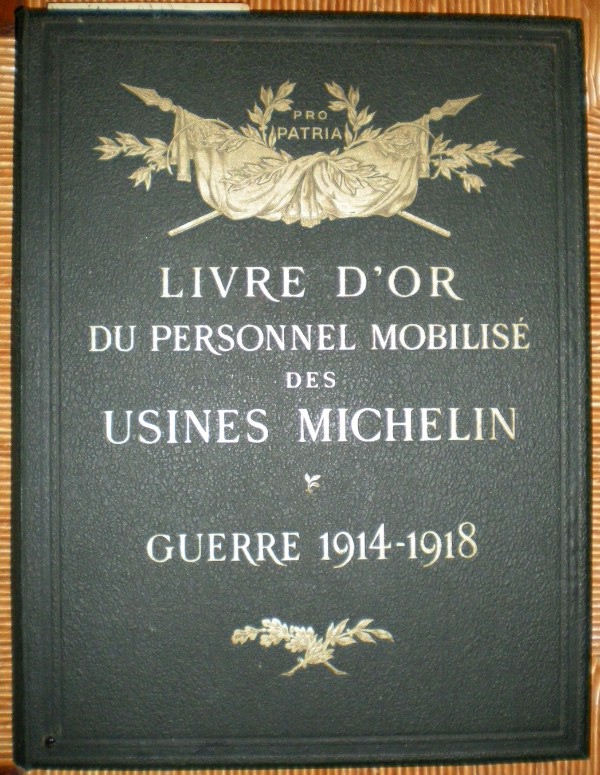 PRO
PATRIA
LIVRE D'OR
DU PERSONNEL MOBILISÉ
DES
USINES MICHELIN
GUERRE 1914-1918